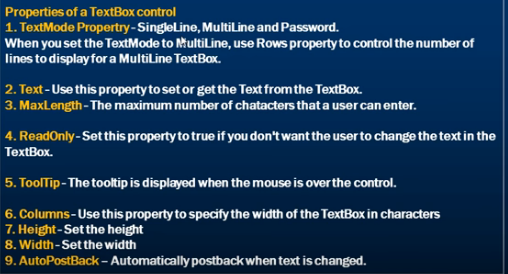 Properties of a TextBox control
1. TextMode Propertry - SingleLine, MultiLine and Password.
When you set the TextMode to MultiLine, use Rows property to control the number of
lines to display for a MultiLine TextBox.
2. Text - Use this property to set or get the Text from the TextBox.
3. MaxLength - The maximum number of chatacters that a user can enter.
4. ReadOnly - Set this property to true if you don't want the user to change the text in the
TextBox.
5. ToolTip - The tooltip is displayed when the mouse is over the control.
6. Columns - Use this property to specify the width of the TextBox in characters
7. Height - Set the height
8. Width - Set the width
9. AutoPostBack – Automatically postback when text is changed.